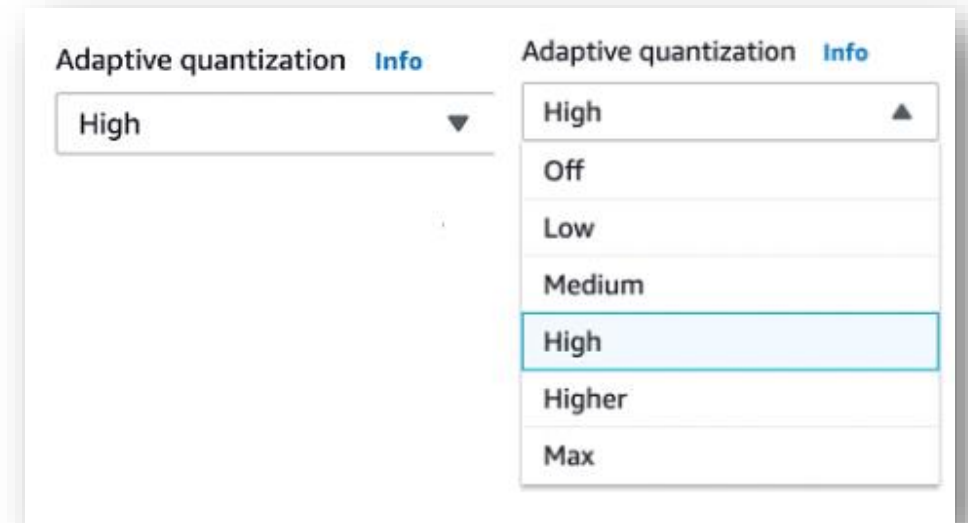 Adaptive quantization Info
High
Adaptive quantization Info
High
Off
Low
Medium
High
Higher
Max